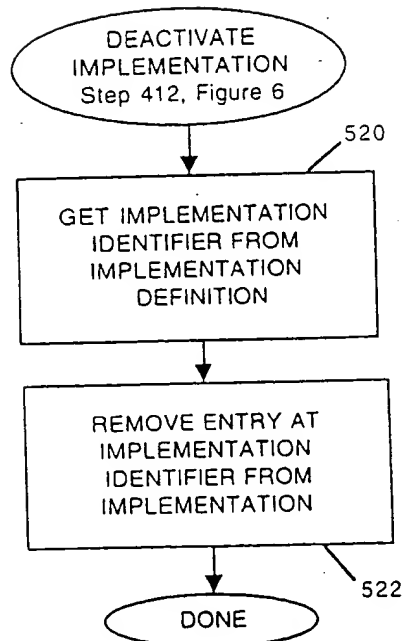 DEACTIVATE
IMPLEMENTATION
Step 412, Figure 6
520
GET IMPLEMENTATION
IDENTIFIER FROM
IMPLEMENTATION
DEFINITION
REMOVE ENTRY AT
IMPLEMENTATION
IDENTIFIER FROM
IMPLEMENTATION
522
DONE